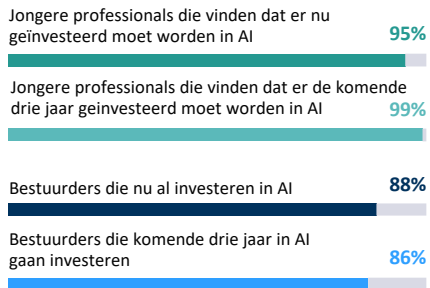 Jongere professionals die vinden dat er nu
geïnvesteerd moet worden in AI 95%
Jongere professionals die vinden dat er de komende
drie jaar geinvesteerd moet worden in AI 99%
Bestuurders die nu al investeren in AI 88%
Bestuurders die komende drie jaar in AI
gaan investeren 86%